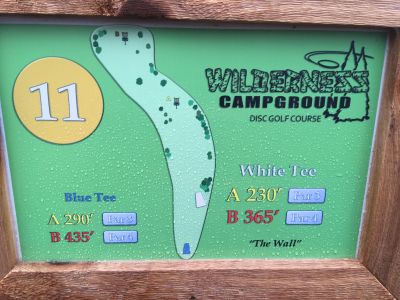 11
WILDERNESS
CAMPGROUND
DISC GOLF COURSE
Blue Tee
A 290' Par 3
B 435' Par 4
White Tee
A 230' Par 3
B 365' Par 4
"The Wall"